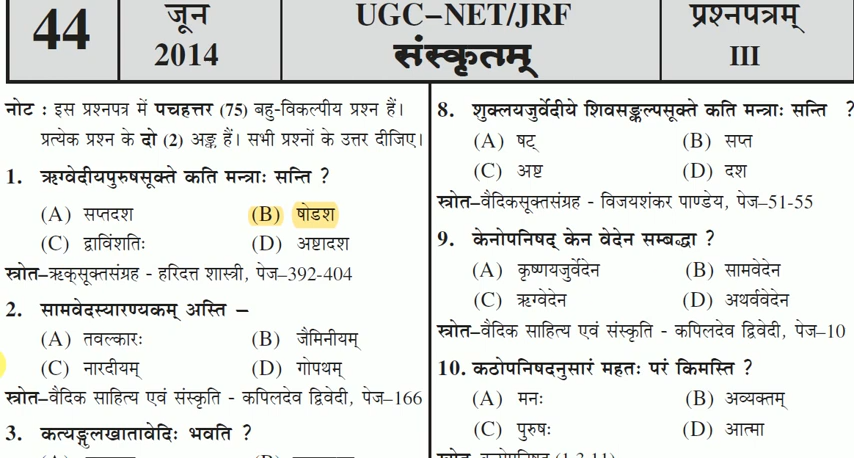 44
जून
2014
UGC–NET/JRF
संस्कृतम्
प्रश्नपत्रम्
III
नोट : इस प्रश्नपत्र में पचहत्तर (75) बहु-विकल्पीय प्रश्न हैं।
प्रत्येक प्रश्न के दो (2) अङ्क हैं। सभी प्रश्नों के उत्तर दीजिए।
1. ऋग्वेदीयपुरुषसूक्ते कति मन्त्राः सन्ति ?
(A) सप्तदश (B) षोडश
(C) द्वाविंशतिः (D) अष्टादश
स्त्रोत–ऋक्सूक्तसंग्रह - हरिदत्त शास्त्री, पेज–392-404
2. सामवेदस्यारण्यकम् अस्ति –
(A) तवल्कारः (B) जैमिनीयम्
(C) नारदीयम् (D) गोपथम्
स्त्रोत–वैदिक साहित्य एवं संस्कृति - कपिलदेव द्विवेदी, पेज–166
3. कत्यङ्गुलखातावेदिः भवति ?
8. शुक्लयजुर्वेदीये शिवसङ्कल्पसूक्ते कति मन्त्राः सन्ति ?
(A) षट् (B) सप्त
(C) अष्ट (D) दश
स्त्रोत–वैदिकसूक्तसंग्रह - विजयशंकर पाण्डेय, पेज–51-55
9. केनोपनिषद् केन वेदेन सम्बद्धा ?
(A) कृष्णयजुर्वेदेन (B) सामवेदेन
(C) ऋग्वेदेन (D) अथर्ववेदेन
स्त्रोत–वैदिक साहित्य एवं संस्कृति - कपिलदेव द्विवेदी, पेज–10
10. कठोपनिषदनुसारं महतः परं किमस्ति ?
(A) मनः (B) अव्यक्तम्
(C) पुरुषः (D) आत्मा